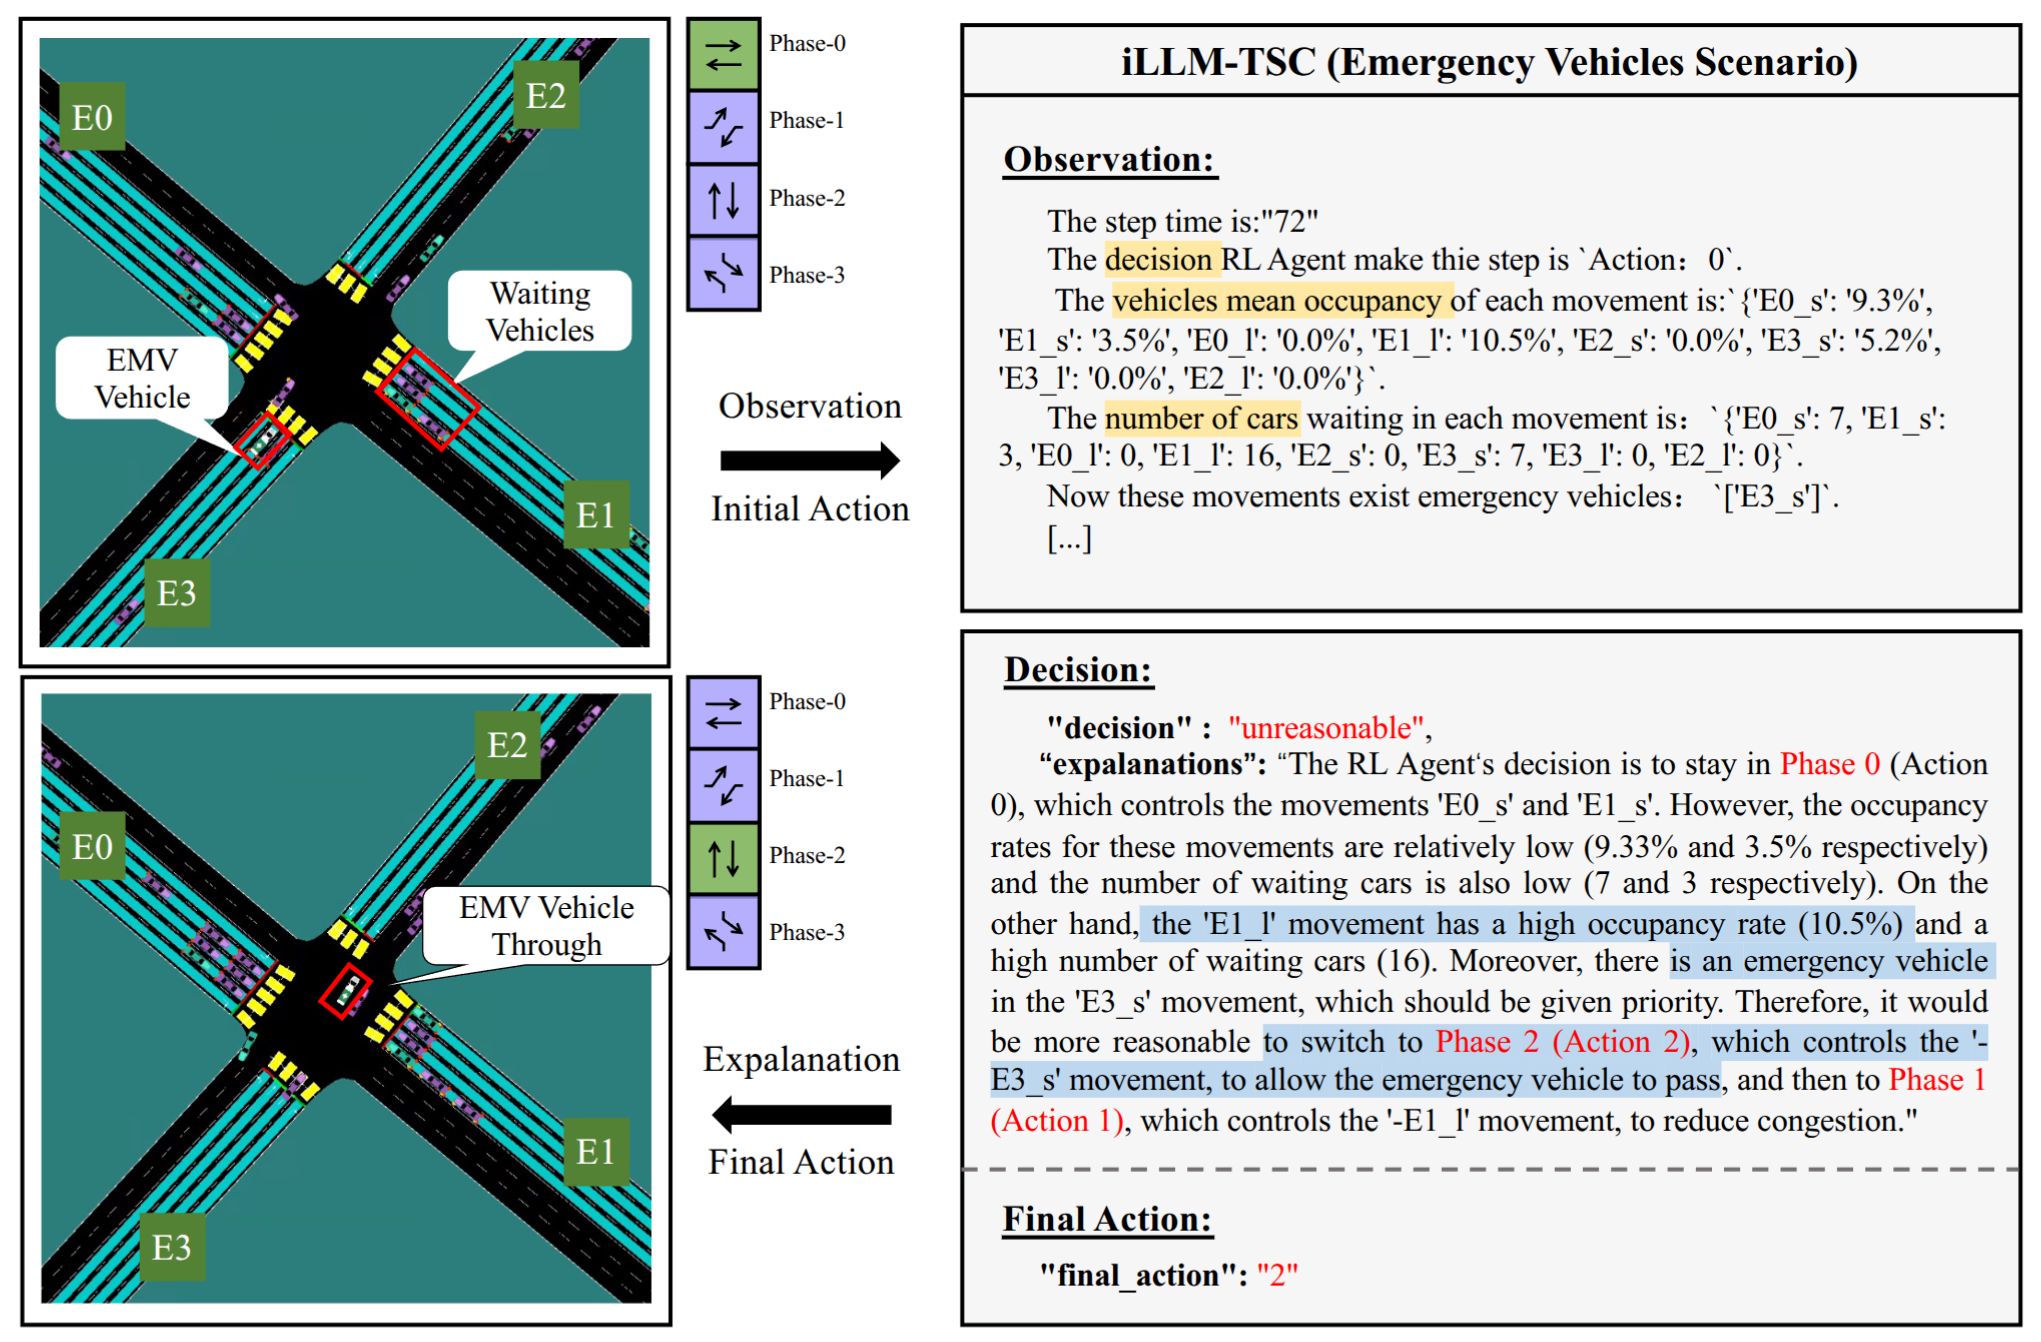 E0
E2
EMV
Vehicle
Waiting
Vehicles
E1
E3
Phase-0
Phase-1
Phase-2
Phase-3
Observation
Initial Action
iLLM-TSC (Emergency Vehicles Scenario)
Observation:
The step time is:"72"
The decision RL Agent make thie step is `Action： 0`.
The vehicles mean occupancy of each movement is:`{'E0_s': '9.3%',
'E1_s': '3.5%', 'E0_l': '0.0%', 'E1_l': '10.5%', 'E2_s': '0.0%', 'E3_s': '5.2%',
'E3_l': '0.0%', 'E2_l': '0.0%'}`.
The number of cars waiting in each movement is： `{'E0_s': 7, 'E1_s':
3, 'E0_l': 0, 'E1_l': 16, 'E2_s': 0, 'E3_s': 7, 'E3_l': 0, 'E2_l': 0}`.
Now these movements exist emergency vehicles： `['E3_s']`.
[...]
E0
E2
EMV Vehicle
Through
E1
E3
Phase-0
Phase-1
Phase-2
Phase-3
Expalanation
Final Action
Decision:
"decision" : "unreasonable",
“expalanations”: “The RL Agent‘s decision is to stay in Phase 0 (Action
0), which controls the movements 'E0_s' and 'E1_s'. However, the occupancy
rates for these movements are relatively low (9.33% and 3.5% respectively)
and the number of waiting cars is also low (7 and 3 respectively). On the
other hand, the 'E1_l' movement has a high occupancy rate (10.5%) and a
high number of waiting cars (16). Moreover, there is an emergency vehicle
in the 'E3_s' movement, which should be given priority. Therefore, it would
be more reasonable to switch to Phase 2 (Action 2), which controls the '-
E3_s' movement, to allow the emergency vehicle to pass, and then to Phase 1
(Action 1), which controls the '-E1_l' movement, to reduce congestion."
Final Action:
"final_action": "2"